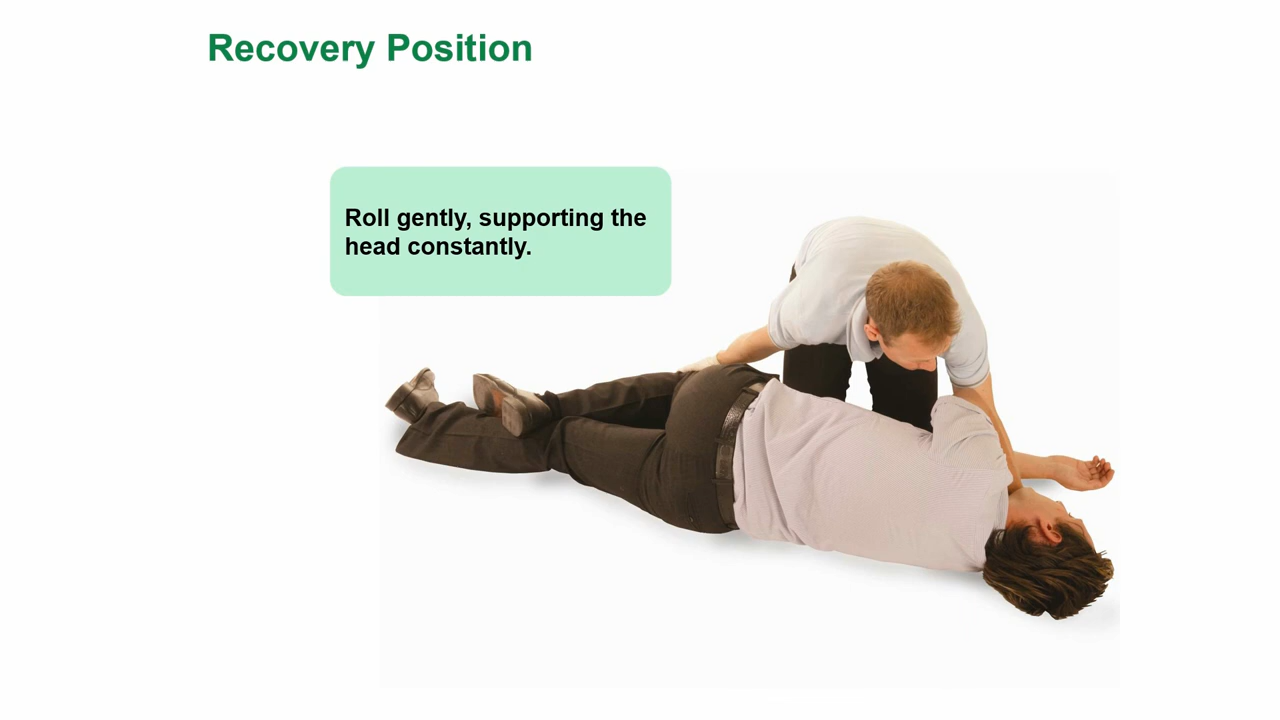 Recovery Position
Roll gently, supporting the
head constantly.